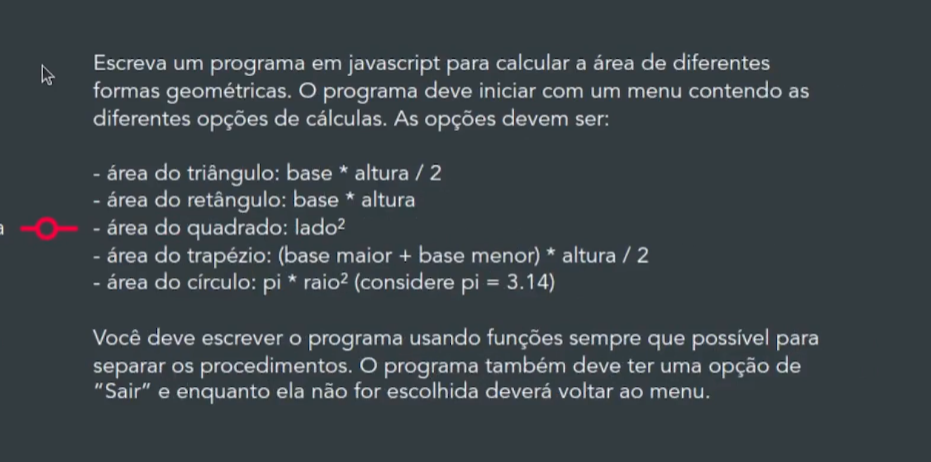 Escreva um programa em javascript para calcular a área de diferentes
formas geométricas. O programa deve iniciar com um menu contendo as
diferentes opções de cálculas. As opções devem ser:
- área do triângulo: base * altura / 2
- área do retângulo: base * altura
a
- área do quadrado: lado²
- área do trapézio: (base maior + base menor) * altura / 2
- área do círculo: pi * raio² (considere pi = 3.14)
Você deve escrever o programa usando funções sempre que possível para
separar os procedimentos. O programa também deve ter uma opção de
“Sair” e enquanto ela não for escolhida deverá voltar ao menu.